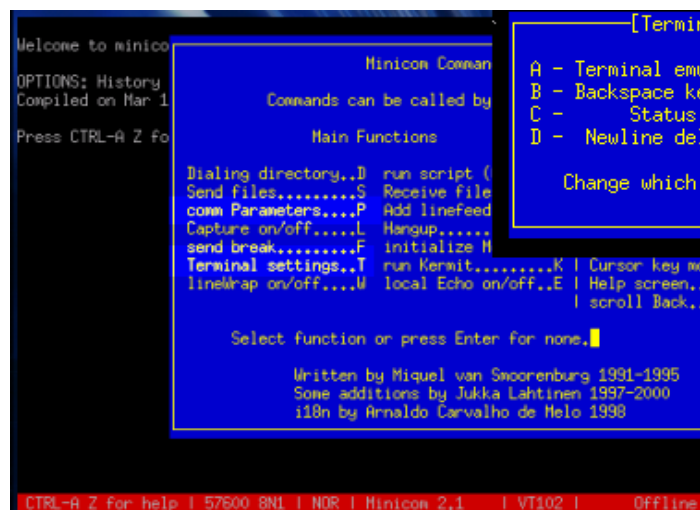 Welcome to minico
OPTIONS: History
Compiled on Mar 1
Press CTRL-A Z fo
Minicom Comman
Commands can be called by
Main Functions
Dialing directory..D run script (
Send files.........S Receive file
comm Parameters....P Add linefeed
Capture on/off.....L Hangup......
send break.........F initialize M
Terminal settings..T run Kermit.........K | Cursor key mo
lineWrap on/off....W local Echo on/off..E | Help screen..
| scroll Back..
Select function or press Enter for none.
Written by Miquel van Smoorenburg 1991-1995
Some additions by Jukka Lahtinen 1997-2000
i18n by Arnaldo Carvalho de Melo 1998
[Termin
A - Terminal emu
B - Backspace ke
C - Status
D - Newline del
Change which
CTRL-A Z for help | 57600 8N1 | NOR | Minicom 2.1 | VT102 | Offline